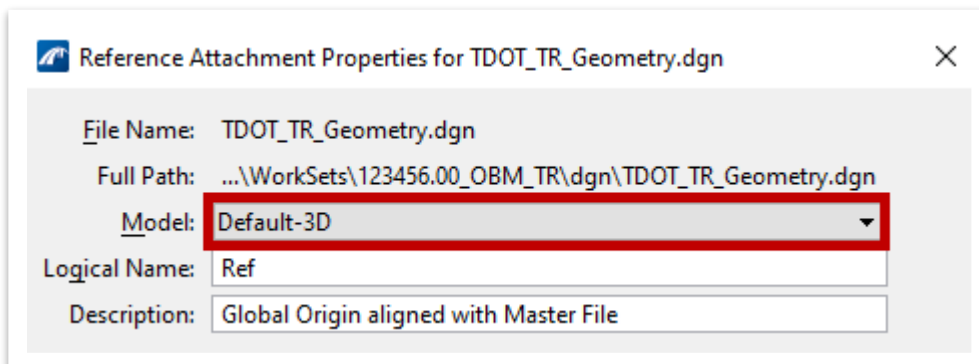 Reference Attachment Properties for TDOT_TR_Geometry.dgn
File Name: TDOT_TR_Geometry.dgn
Full Path: ...\WorkSets\123456.00_OBM_TR\dgn\TDOT_TR_Geometry.dgn
Model: Default-3D
Logical Name: Ref
Description: Global Origin aligned with Master File